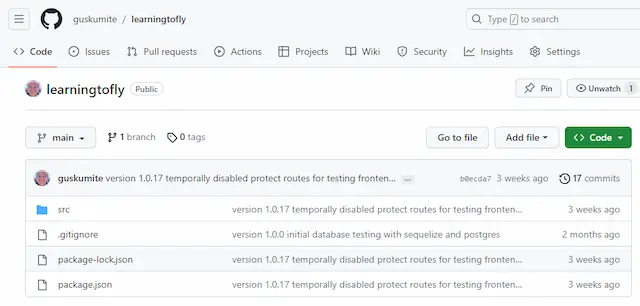 guskumite / learningtofly
Type / to search
Code Issues Pull requests Actions Projects Wiki Security Insights Settings
learningtofly Public Pin Unwatch 1
main 1 branch 0 tags Go to file Add file Code
guskumite version 1.0.17 temporally disabled protect routes for testing fronten... ... b0ecda7 3 weeks ago 17 commits
src version 1.0.17 temporally disabled protect routes for testing fronten... 3 weeks ago
.gitignore version 1.0.0 initial database testing with sequelize and postgres 2 months ago
package-lock.json version 1.0.17 temporally disabled protect routes for testing fronten... 3 weeks ago
package.json version 1.0.17 temporally disabled protect routes for testing fronten... 3 weeks ago